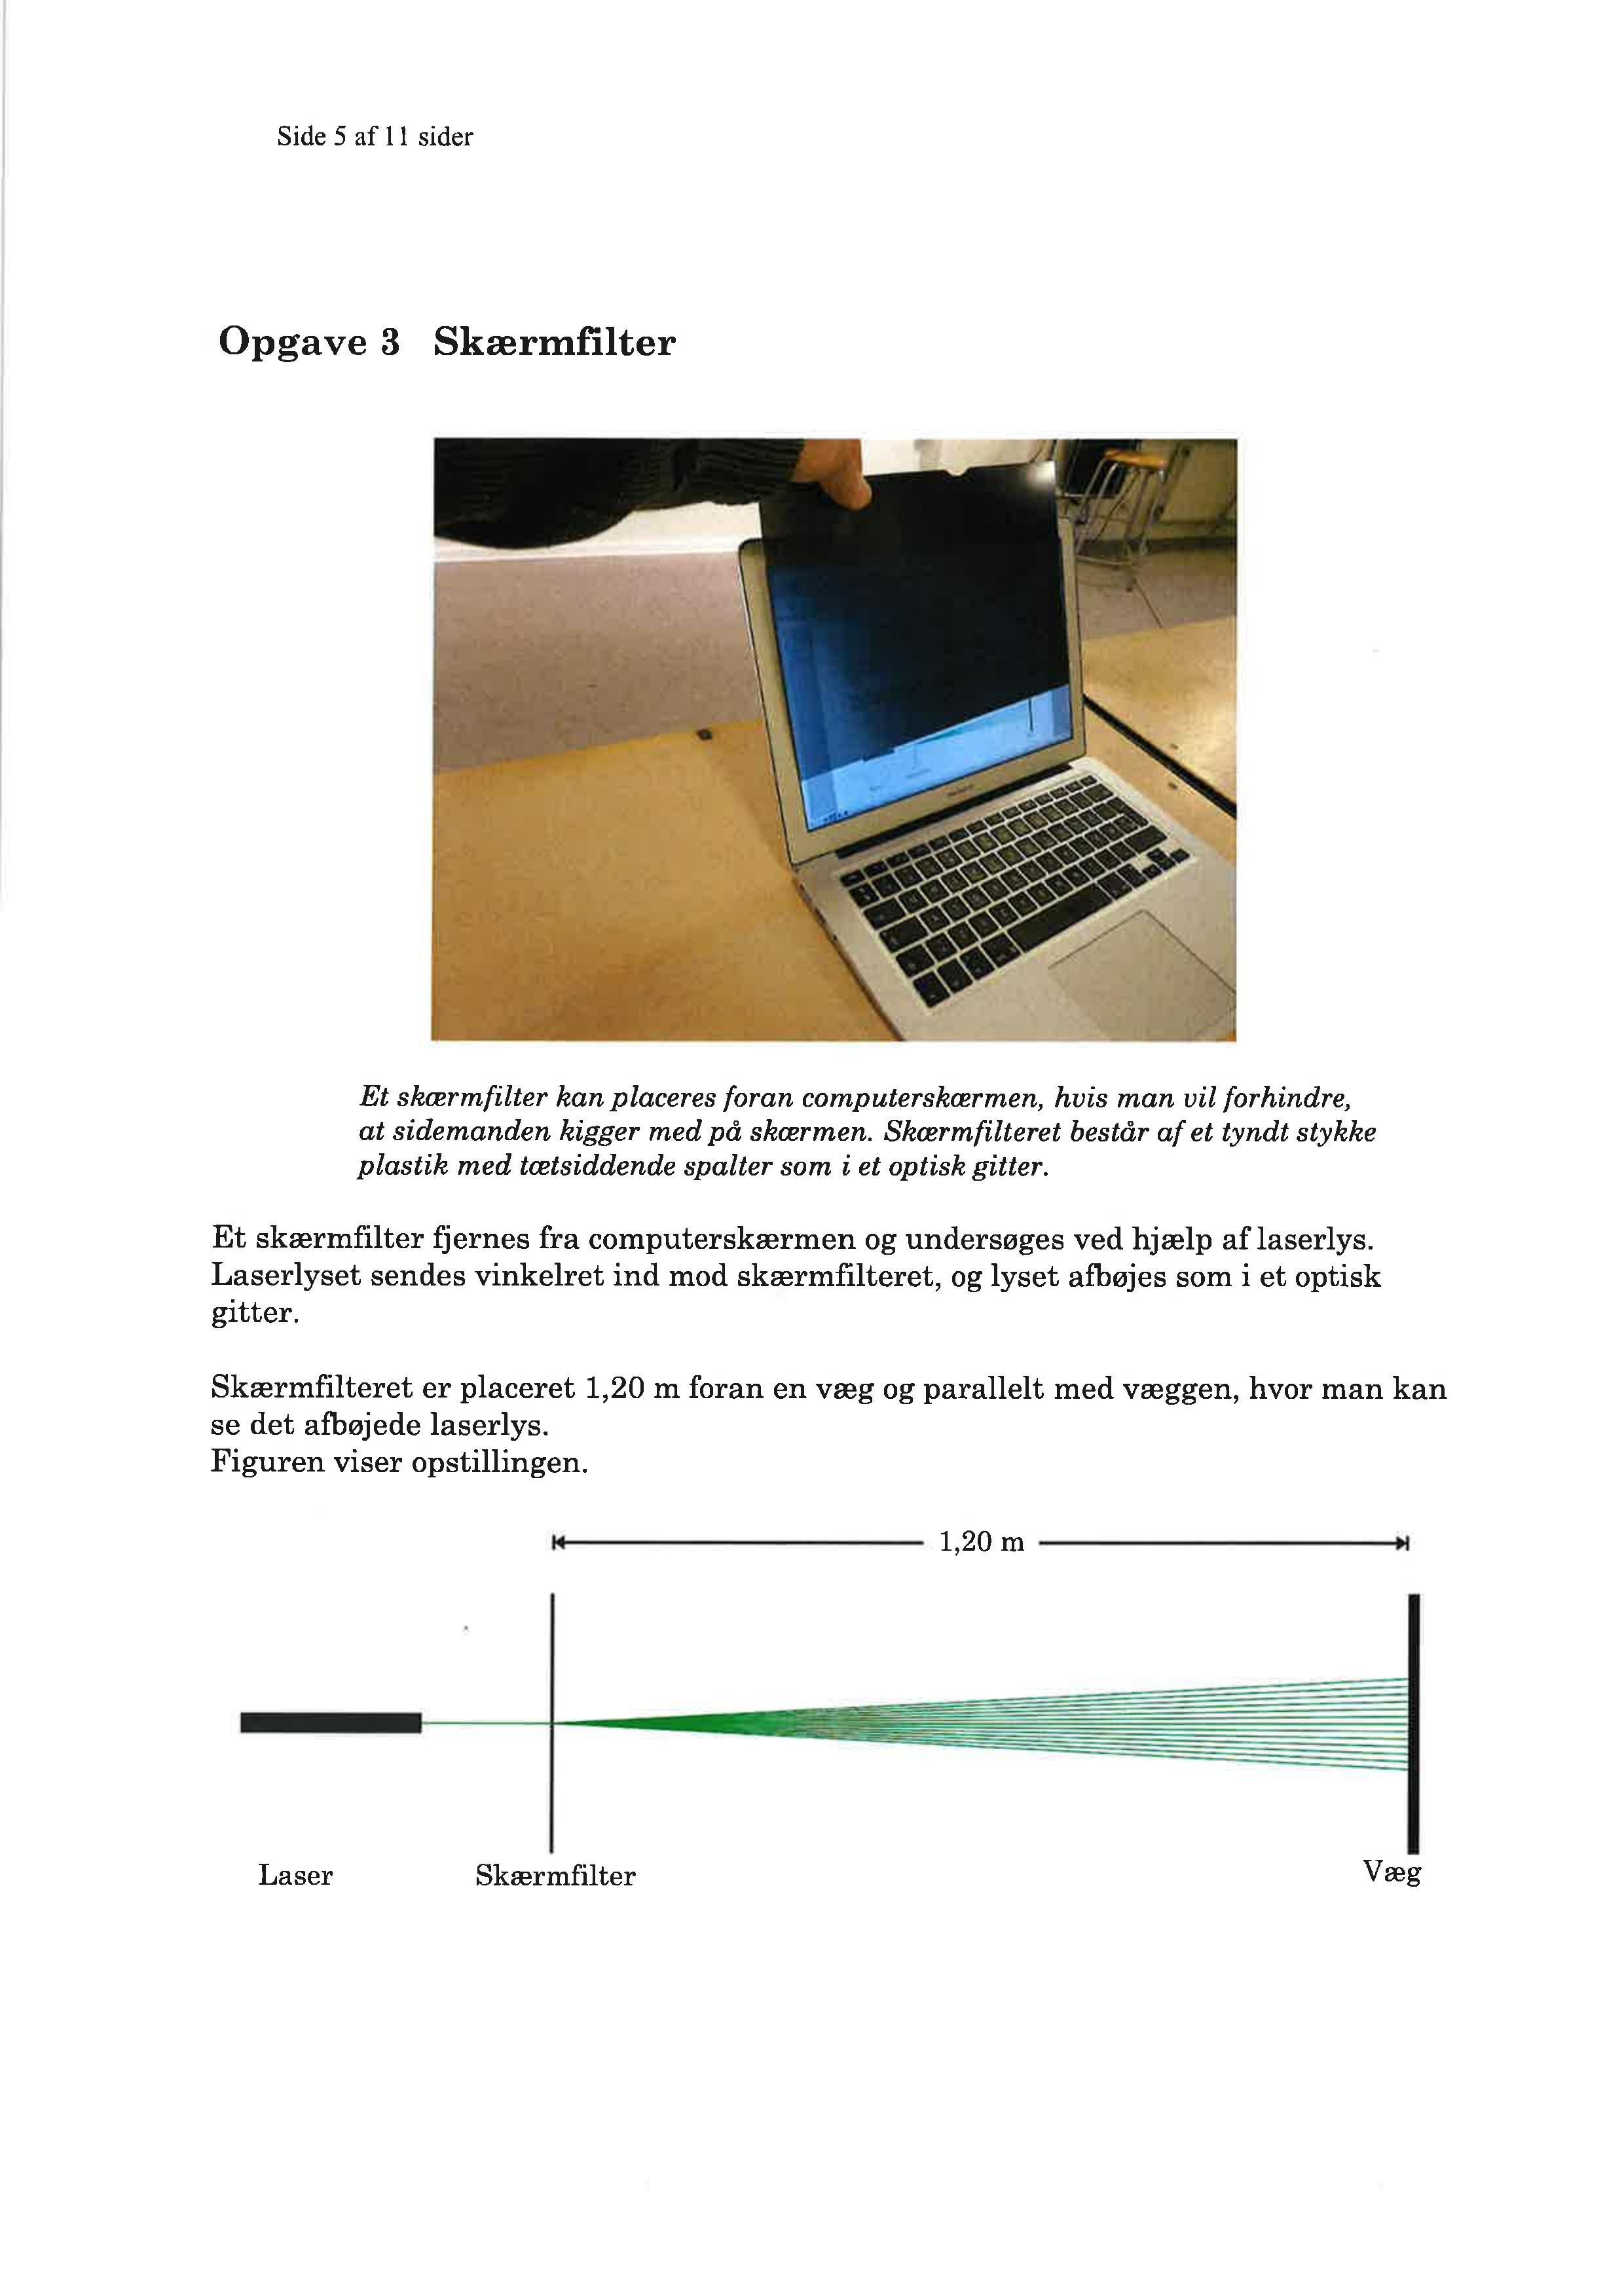 Side 5 af 11 sider
Opgave 3 Skærmfilter
Et skærmfilter kan placeres foran computerskærmen, hvis man vil forhindre,
at sidemanden kigger med på skærmen. Skærmfilteret består af et tyndt stykke
plastik med tætsiddende spalter som i et optisk gitter.
Et skærmfilter fjernes fra computerskærmen og undersøges ved hjælp af laserlys.
Laserlyset sendes vinkelret ind mod skærmfilteret, og lyset afbøjes som i et optisk
gitter.
Skærmfilteret er placeret 1,20 m foran en væg og parallelt med væggen, hvor man kan
se det afbøjede laserlys.
Figuren viser opstillingen.
1,20 m
Laser Skærmfilter Væg